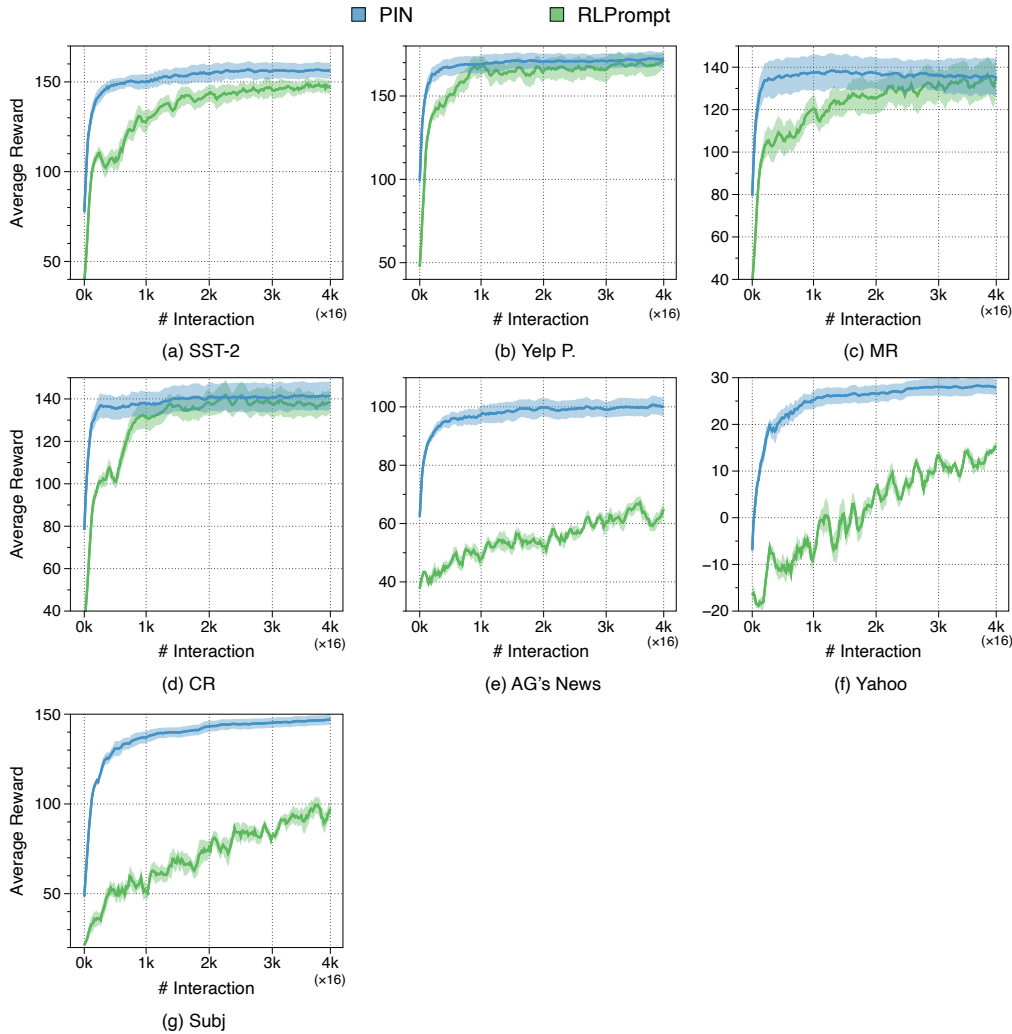 PIN RLPrompt
Average Reward
150
100
50
0k 1k 2k 3k 4k
# Interaction (×16)
(a) SST-2
150
100
50
0k 1k 2k 3k 4k
# Interaction (×16)
(b) Yelp P.
140
120
100
80
60
40
0k 1k 2k 3k 4k
# Interaction (×16)
(c) MR
Average Reward
140
120
100
80
60
40
0k 1k 2k 3k 4k
# Interaction (×16)
(d) CR
100
80
60
40
0k 1k 2k 3k 4k
# Interaction (×16)
(e) AG's News
30
20
10
0
−10
−20
0k 1k 2k 3k 4k
# Interaction (×16)
(f) Yahoo
Average Reward
150
100
50
0k 1k 2k 3k 4k
# Interaction (×16)
(g) Subj